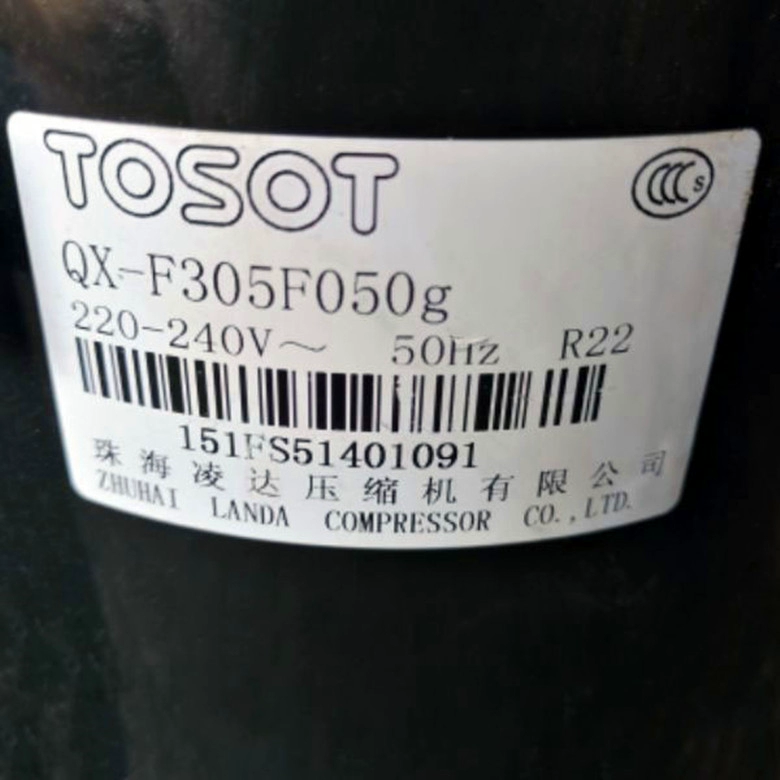 TOSOT
CCC S
QX-F305F050g
220-240V~ 50Hz R22
151FS51401091
珠海凌达压缩机有限公司
ZHUHAI LANDA COMPRESSOR CO.,LTD.